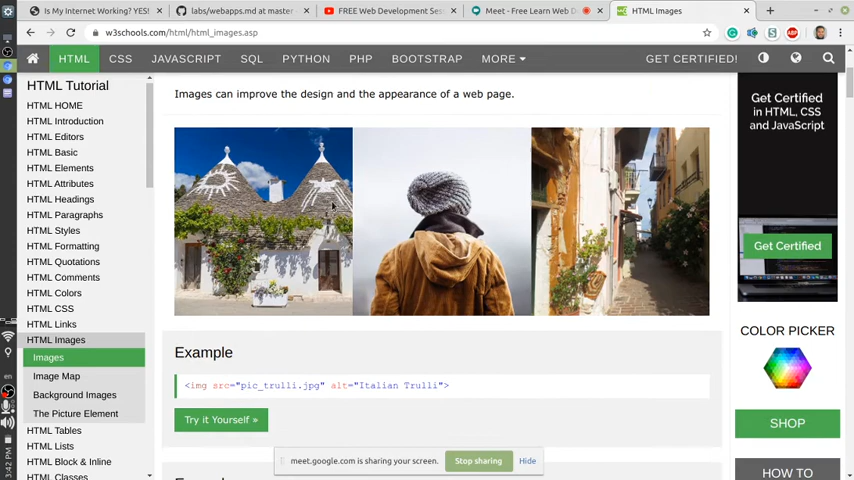 Is My Internet Working? YES!
labs/webapps.md at master
FREE Web Development Ses
Meet - Free Learn Web D
HTML Images
w3schools.com/html/html_images.asp
HTML CSS JAVASCRIPT SQL PYTHON PHP BOOTSTRAP MORE GET CERTIFIED!
HTML Tutorial
HTML HOME
HTML Introduction
HTML Editors
HTML Basic
HTML Elements
HTML Attributes
HTML Headings
HTML Paragraphs
HTML Styles
HTML Formatting
HTML Quotations
HTML Comments
HTML Colors
HTML CSS
HTML Links
HTML Images
Images
Image Map
Background Images
The Picture Element
HTML Tables
HTML Lists
HTML Block & Inline
HTML Classes
Images can improve the design and the appearance of a web page.
Example
<img src="pic_trulli.jpg" alt="Italian Trulli">
Try it Yourself »
meet.google.com is sharing your screen. Stop sharing Hide
Get Certified
in HTML, CSS
and JavaScript
Get Certified
COLOR PICKER
SHOP
HOW TO
en
3:42 PM